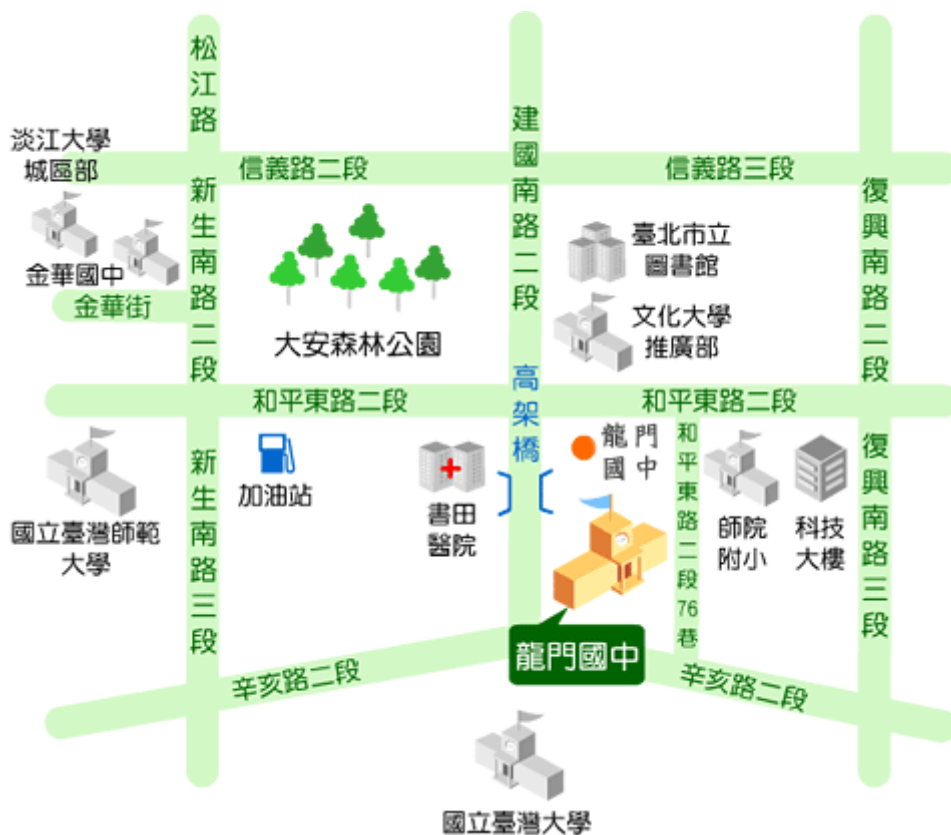 松江路
建國南路二段
淡江大學
城區部
信義路二段
信義路三段
新生南路二段
復興南路二段
臺北市立
圖書館
金華國中
金華街
文化大學
推廣部
大安森林公園
高架橋
和平東路二段
和平東路二段
新生南路三段
加油站
書田
醫院
龍門
國中
和平東路二段76巷
師院
附小
科技
大樓
復興南路三段
國立臺灣師範
大學
龍門國中
辛亥路二段
辛亥路二段
國立臺灣大學